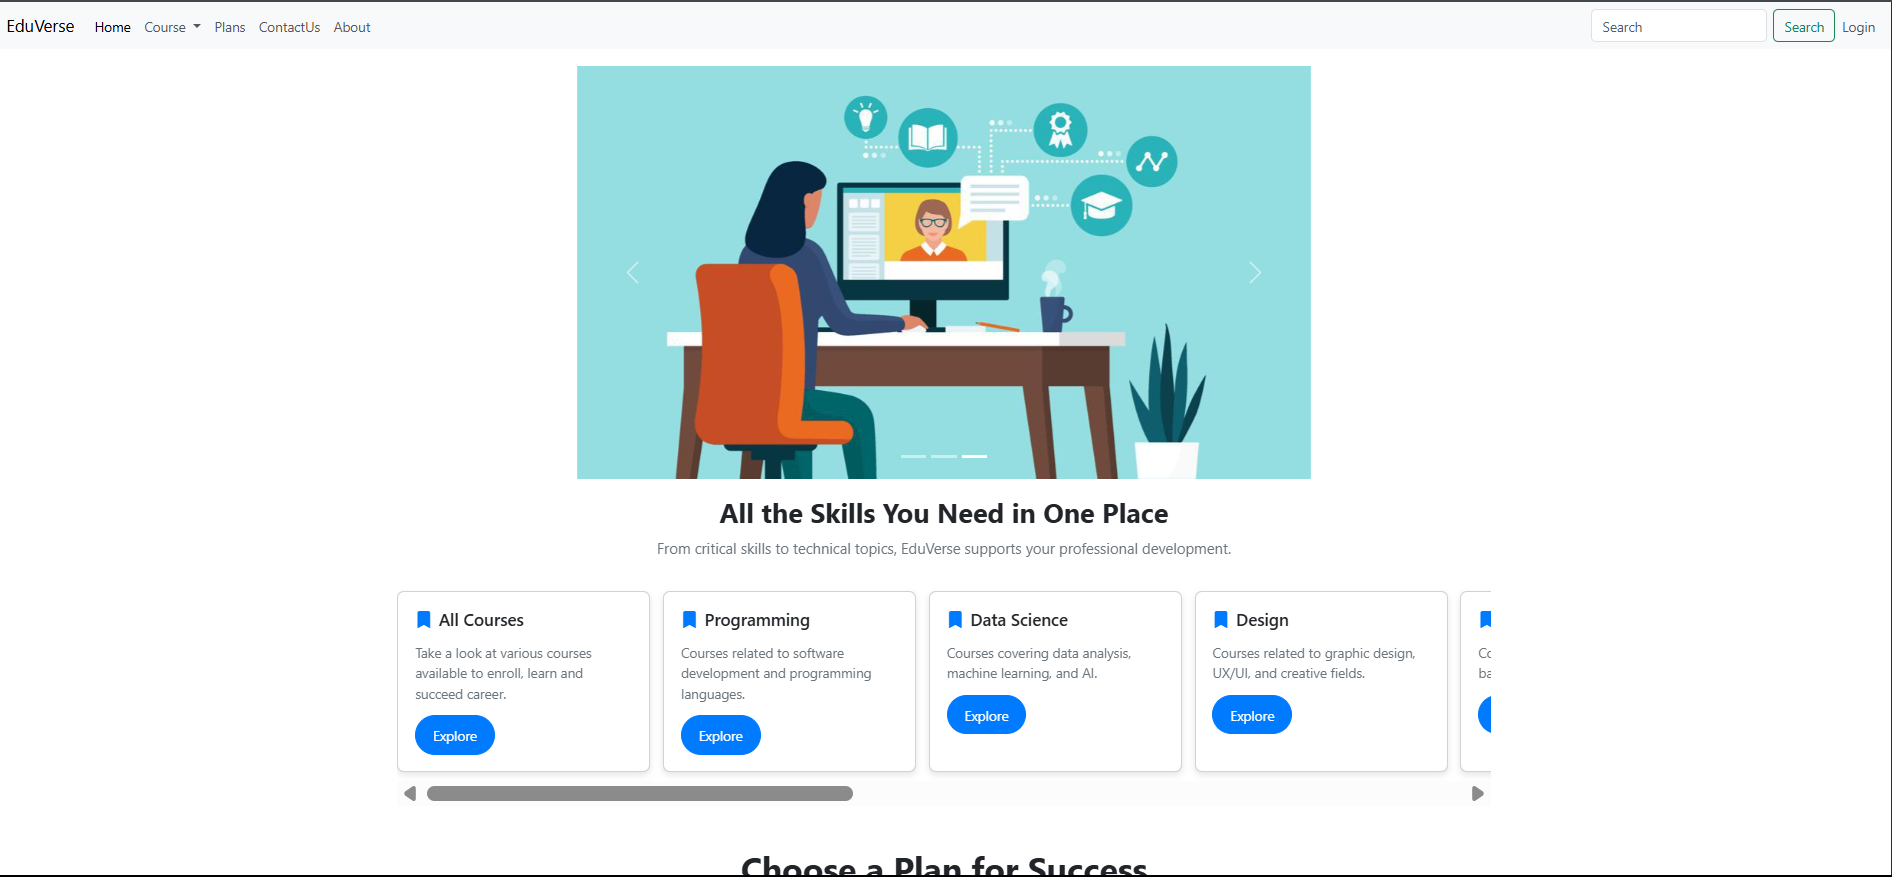 EduVerse Home Course Plans ContactUs About Search Search Login
All the Skills You Need in One Place
From critical skills to technical topics, EduVerse supports your professional development.
All Courses
Take a look at various courses
available to enroll, learn and
succeed career.
Explore
Programming
Courses related to software
development and programming
languages.
Explore
Data Science
Courses covering data analysis,
machine learning, and AI.
Explore
Design
Courses related to graphic design,
UX/UI, and creative fields.
Explore
Choose a Plan for Success